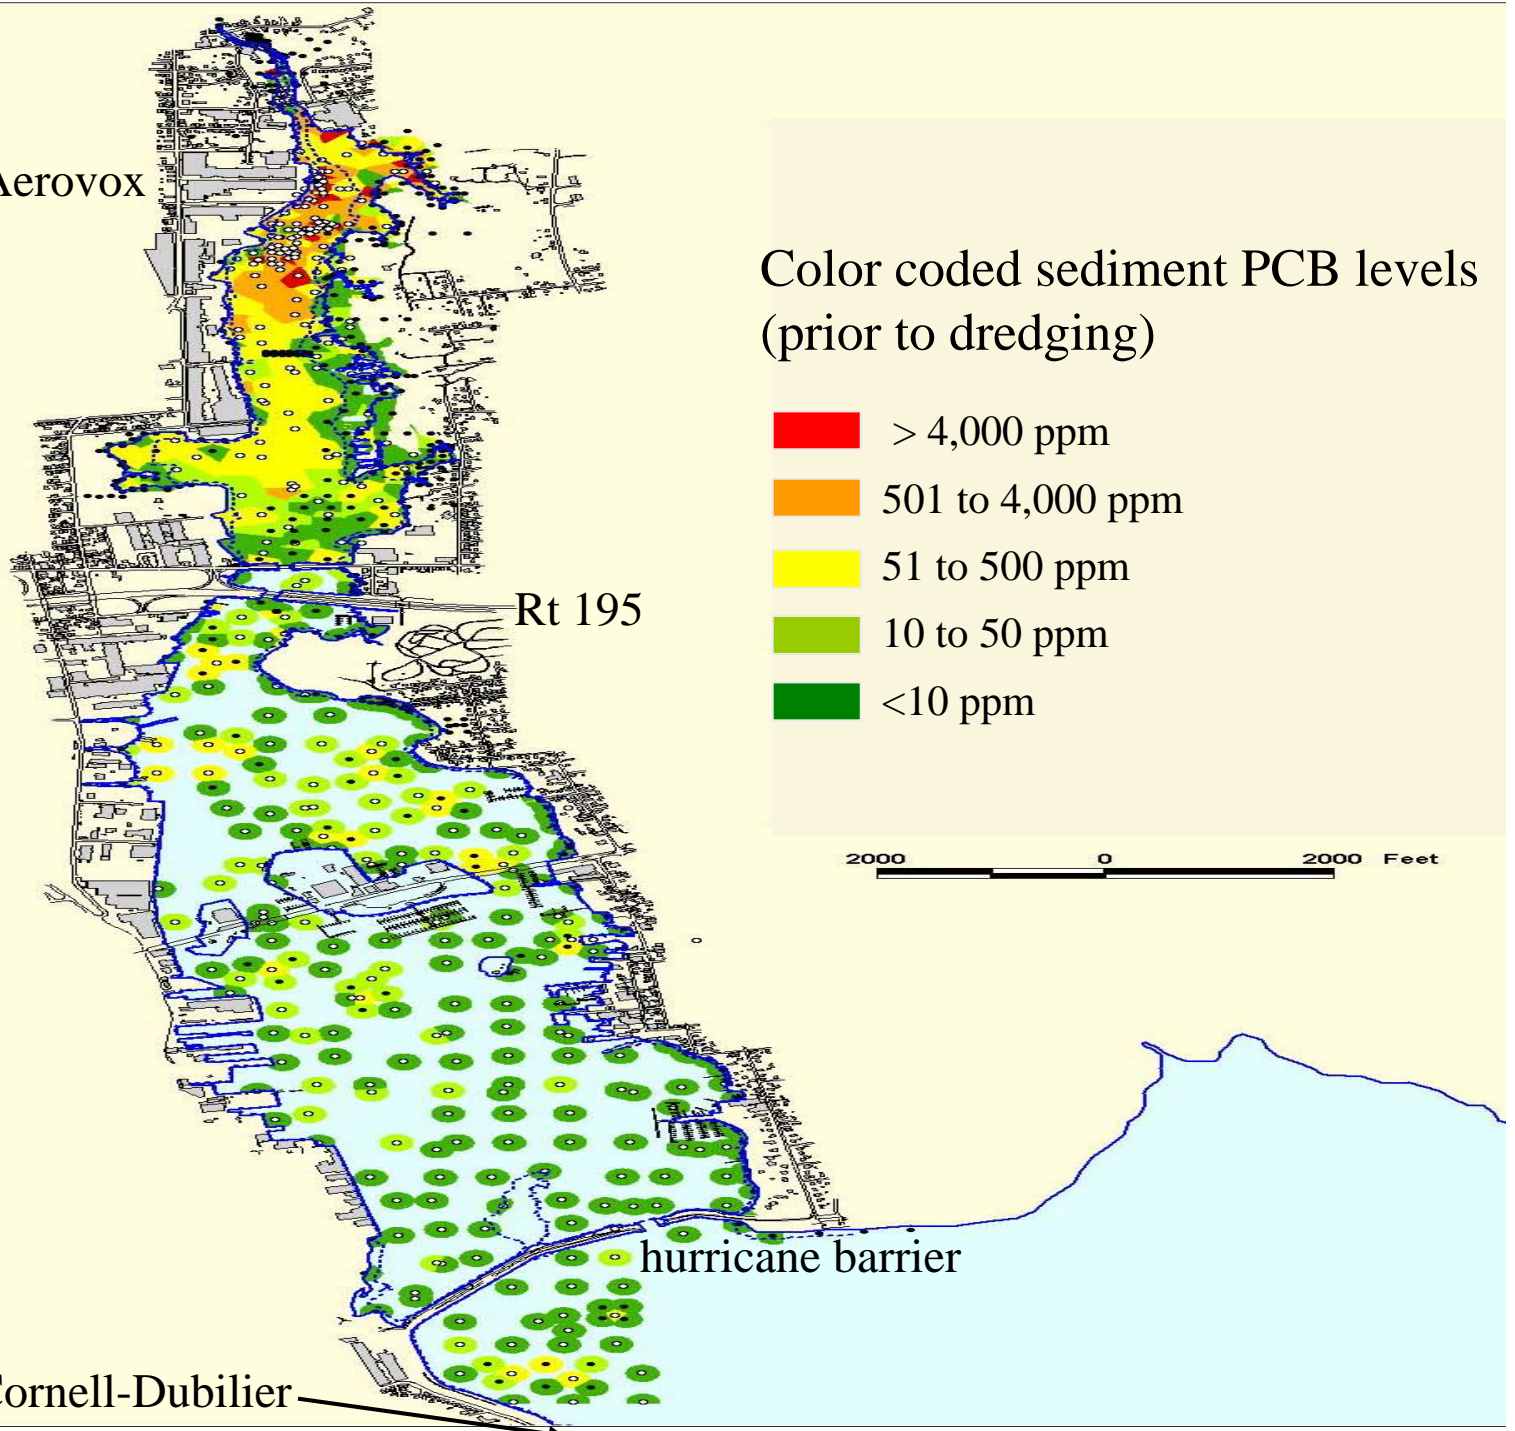 Aerovox
Color coded sediment PCB levels
(prior to dredging)
> 4,000 ppm
501 to 4,000 ppm
51 to 500 ppm
Rt 195
10 to 50 ppm
<10 ppm
2000 0 2000 Feet
hurricane barrier
Cornell-Dubilier